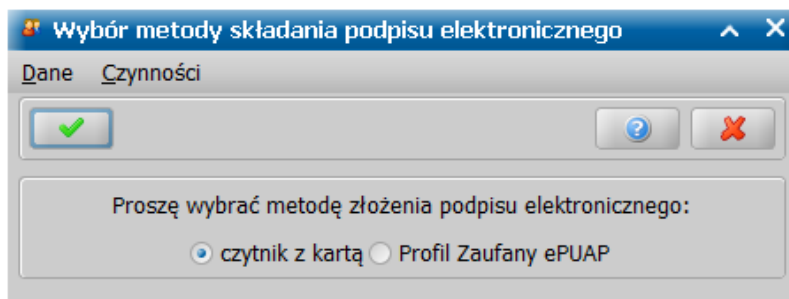 Wybór metody składania podpisu elektronicznego
Dane Czynności
Proszę wybrać metodę złożenia podpisu elektronicznego:
czytnik z kartą Profil Zaufany ePUAP